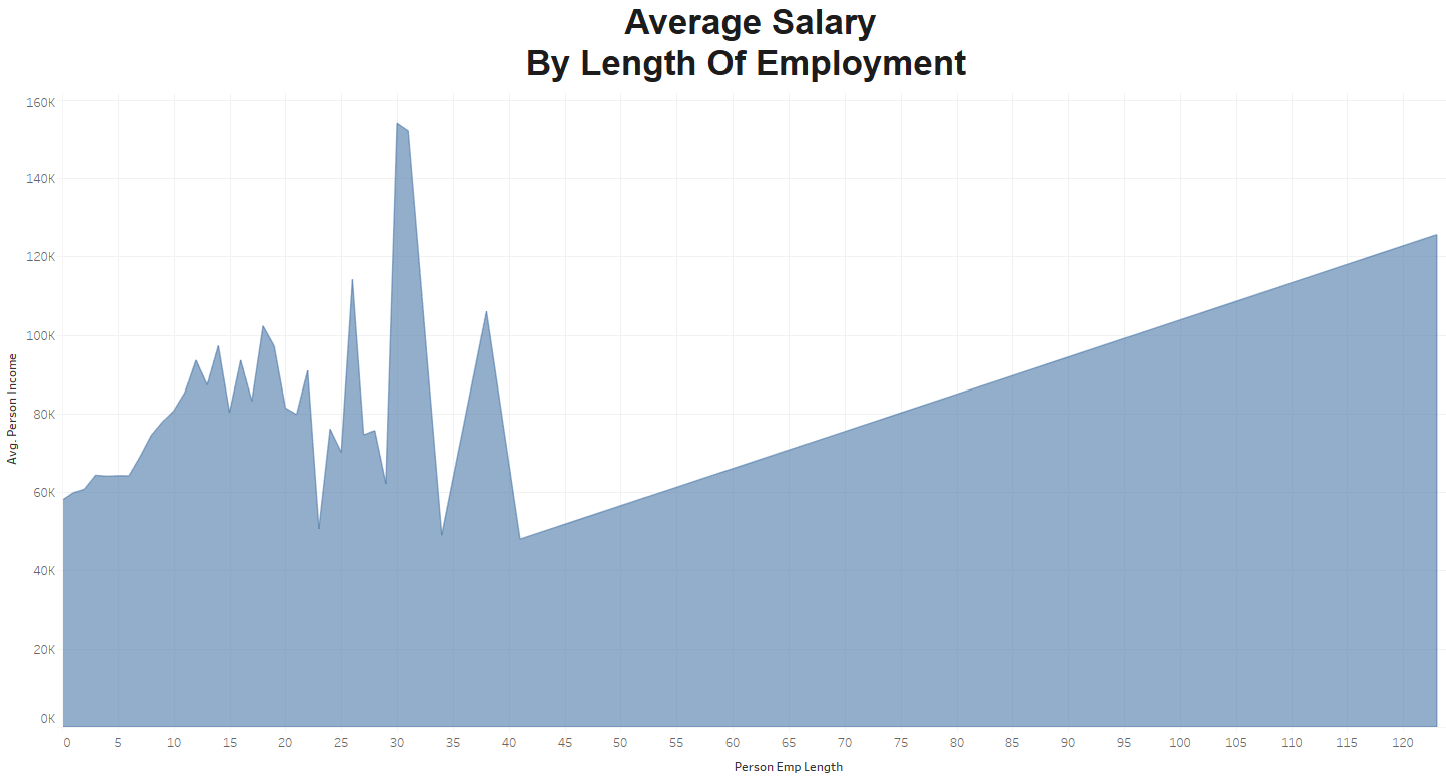 Average Salary
By Length Of Employment
160K
140K
120K
100K
80K
60K
40K
20K
0K
Avg. Person Income
0 5 10 15 20 25 30 35 40 45 50 55 60 65 70 75 80 85 90 95 100 105 110 115 120
Person Emp Length